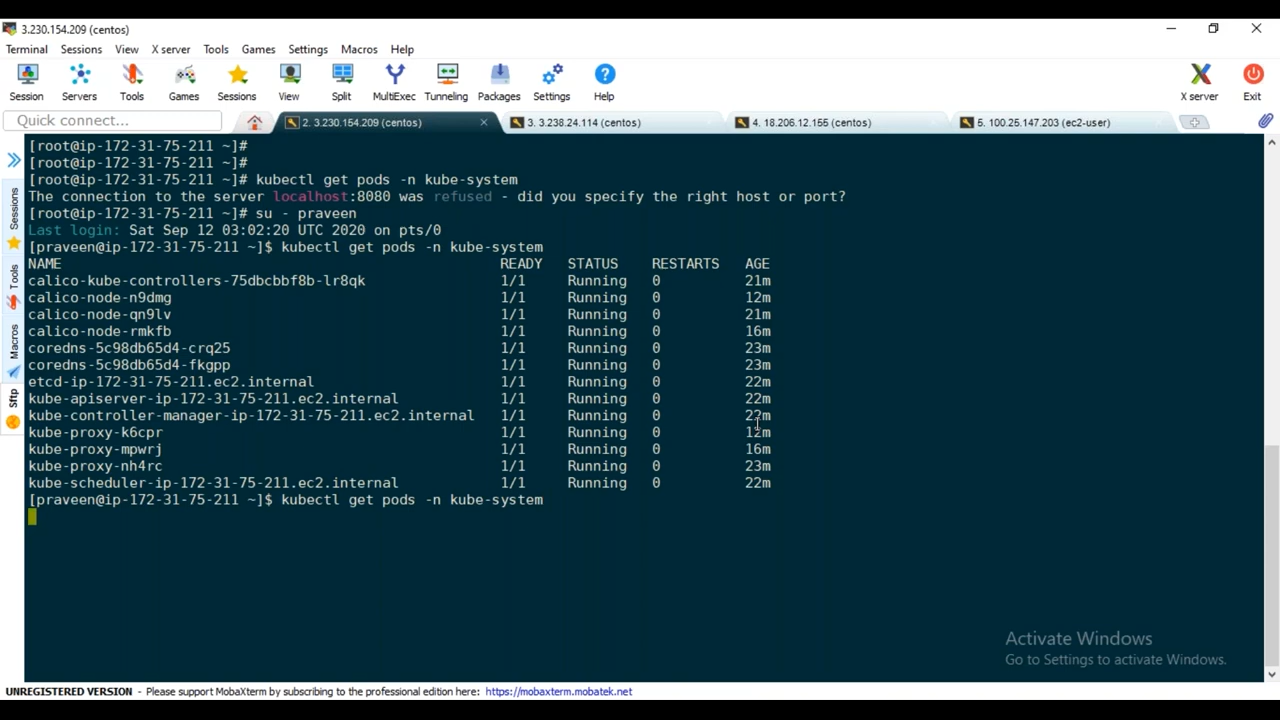 3.230.154.209 (centos)
Terminal Sessions View X server Tools Games Settings Macros Help
Session Servers Tools Games Sessions View Split MultiExec Tunneling Packages Settings Help X server Exit
Quick connect... 2. 3.230.154.209 (centos) 3. 3.238.24.114 (centos) 4. 18.206.12.155 (centos) 5. 100.25.147.203 (ec2-user)
[root@ip-172-31-75-211 ~]#
[root@ip-172-31-75-211 ~]#
[root@ip-172-31-75-211 ~]# kubectl get pods -n kube-system
The connection to the server localhost:8080 was refused - did you specify the right host or port?
[root@ip-172-31-75-211 ~]# su - praveen
Last login: Sat Sep 12 03:02:20 UTC 2020 on pts/0
[praveen@ip-172-31-75-211 ~]$ kubectl get pods -n kube-system
NAME READY STATUS RESTARTS AGE
calico-kube-controllers-75dbcbbf8b-lr8qk 1/1 Running 0 21m
calico-node-n9dmg 1/1 Running 0 12m
calico-node-qn9lv 1/1 Running 0 21m
calico-node-rmkfb 1/1 Running 0 16m
coredns-5c98db65d4-crq25 1/1 Running 0 23m
coredns-5c98db65d4-fkgpp 1/1 Running 0 23m
etcd-ip-172-31-75-211.ec2.internal 1/1 Running 0 22m
kube-apiserver-ip-172-31-75-211.ec2.internal 1/1 Running 0 22m
kube-controller-manager-ip-172-31-75-211.ec2.internal 1/1 Running 0 22m
kube-proxy-k6cpr 1/1 Running 0 12m
kube-proxy-mpwrj 1/1 Running 0 16m
kube-proxy-nh4rc 1/1 Running 0 23m
kube-scheduler-ip-172-31-75-211.ec2.internal 1/1 Running 0 22m
[praveen@ip-172-31-75-211 ~]$ kubectl get pods -n kube-system
Sessions
Tools
Macros
Sftp
Activate Windows
Go to Settings to activate Windows.
UNREGISTERED VERSION - Please support MobaXterm by subscribing to the professional edition here: https://mobaxterm.mobatek.net